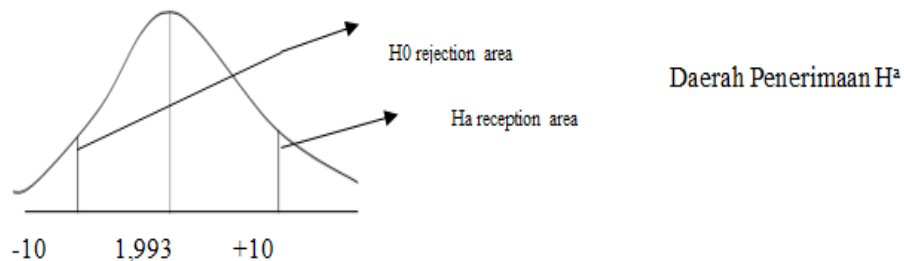 H0 rejection area
Daerah Penerimaan Hª
Ha reception area
-10 1,993 +10